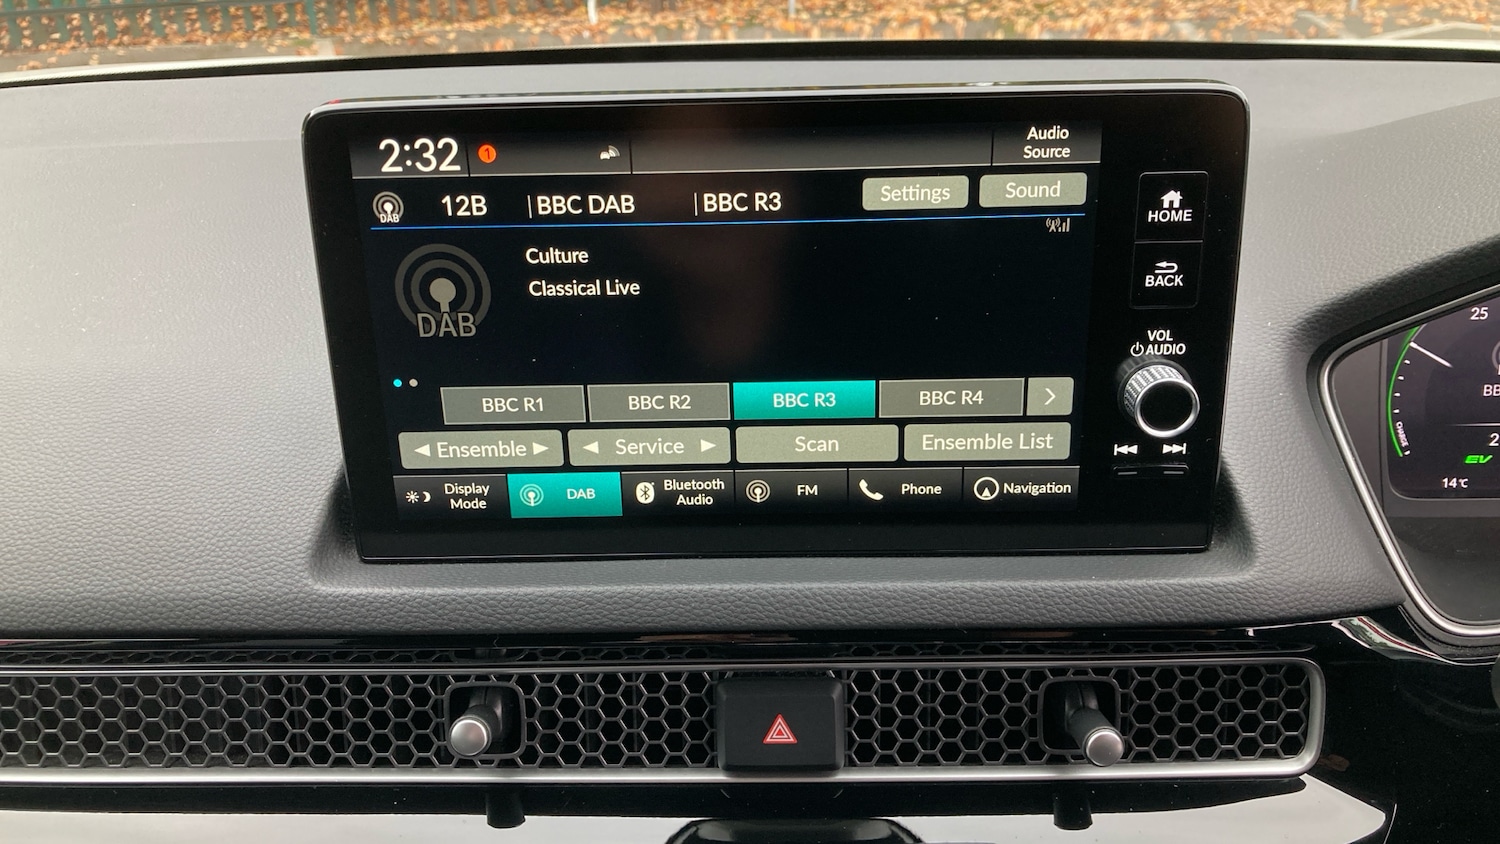 2:32
1
Audio
Source
DAB
12B
|BBC DAB
|BBC R3
Settings
Sound
HOME
BACK
Culture
Classical Live
DAB
VOL
AUDIO
BBC R1
BBC R2
BBC R3
BBC R4
Ensemble
Service
Scan
Ensemble List
Display
Mode
DAB
Bluetooth
Audio
FM
Phone
Navigation
25
CHARGE
EV
14°C